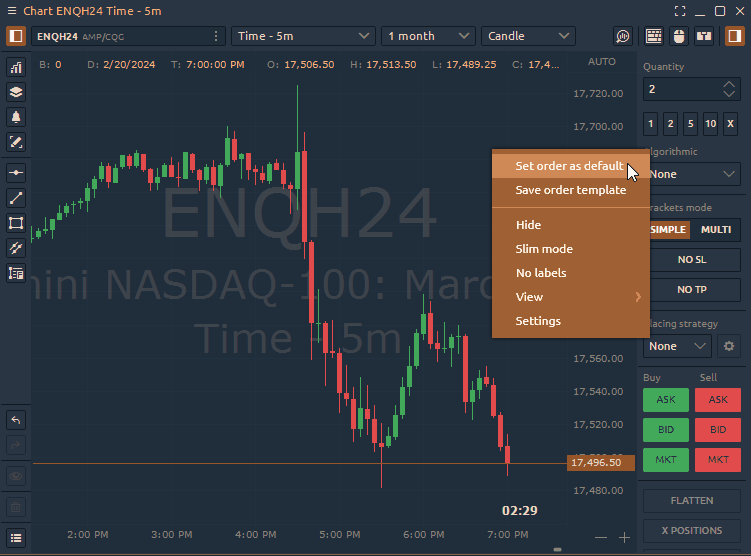 Chart ENQH24 Time - 5m
ENQH24 AMP/CQG
Time - 5m
1 month
Candle
B: 0 D: 2/20/2024 T: 7:00:00 PM O: 17,506.50 H: 17,513.50 L: 17,489.25 C: 17,4...
AUTO
17,720.00
17,700.00
ENQH24
mini NASDAQ-100: Marc
Time - 5m
17,560.00
17,540.00
17,520.00
17,496.50
17,480.00
02:29
2:00 PM 3:00 PM 4:00 PM 5:00 PM 6:00 PM 7:00 PM
Set order as default
Save order template
Hide
Slim mode
No labels
View
Settings
Quantity
2
1 2 5 10 X
Algorithmic
None
Brackets mode
SIMPLE MULTI
NO SL
NO TP
Placing strategy
None
Buy Sell
ASK ASK
BID BID
MKT MKT
FLATTEN
X POSITIONS